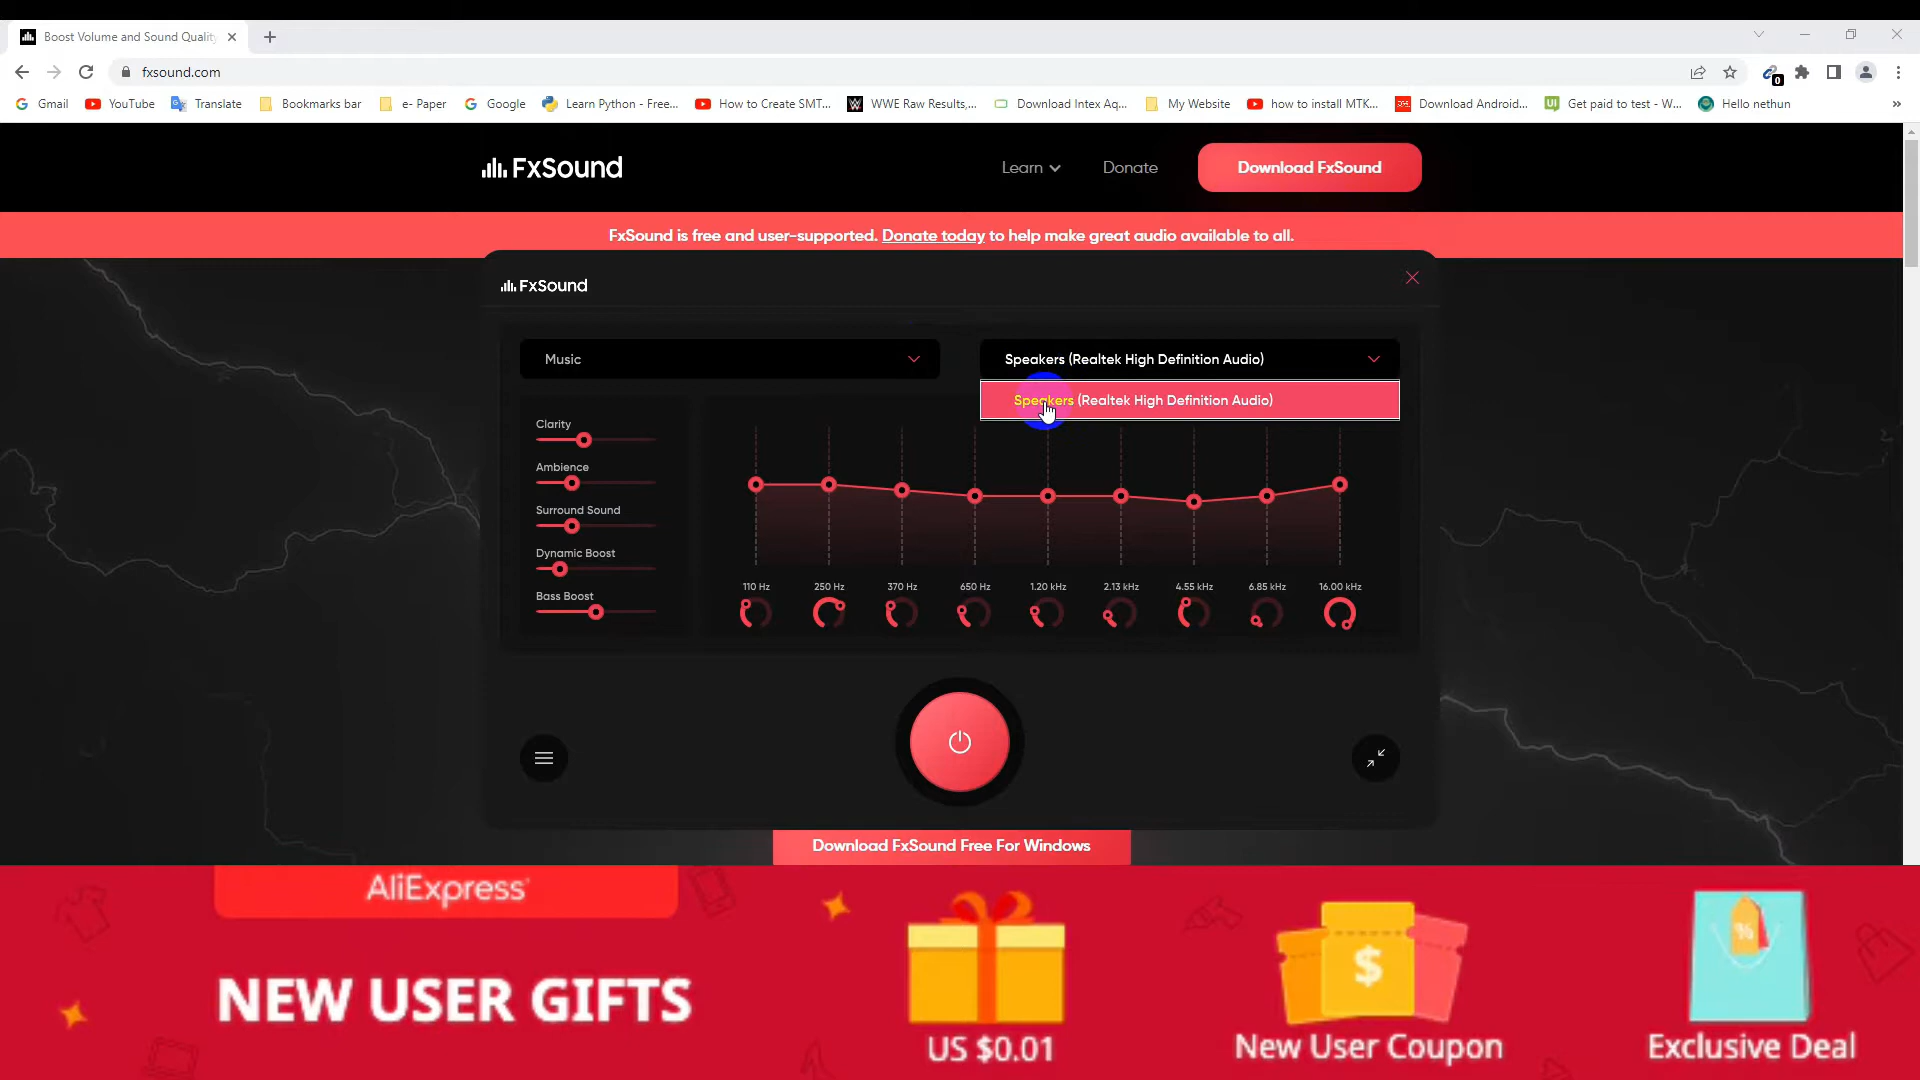 Boost Volume and Sound Quality
fxsound.com
0
Gmail
YouTube
Translate
Bookmarks bar
e- Paper
Google
Learn Python - Free...
How to Create SMT...
WWE Raw Results,...
Download Intex Aq...
My Website
how to install MTK...
Download Android...
Get paid to test - W...
Hello nethun
FxSound
Learn
Donate
Download FxSound
FxSound is free and user-supported. Donate today to help make great audio available to all.
FxSound
Music
Speakers (Realtek High Definition Audio)
Speakers (Realtek High Definition Audio)
Clarity
Ambience
Surround Sound
Dynamic Boost
Bass Boost
110 Hz
250 Hz
370 Hz
650 Hz
1.20 kHz
2.13 kHz
4.55 kHz
6.85 kHz
16.00 kHz
Download FxSound Free For Windows
AliExpress
NEW USER GIFTS
US $0.01
$
New User Coupon
%
Exclusive Deal